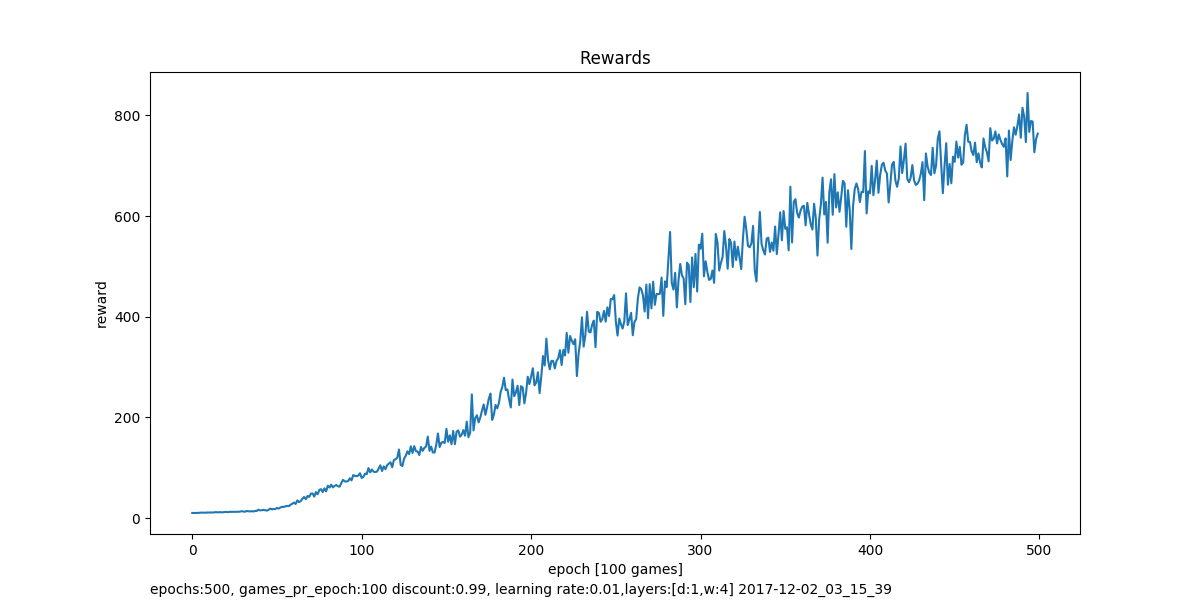 Rewards
800
600
400
200
0
reward
0 100 200 300 400 500
epoch [100 games]
epochs:500, games_pr_epoch:100 discount:0.99, learning rate:0.01,layers:[d:1,w:4] 2017-12-02_03_15_39